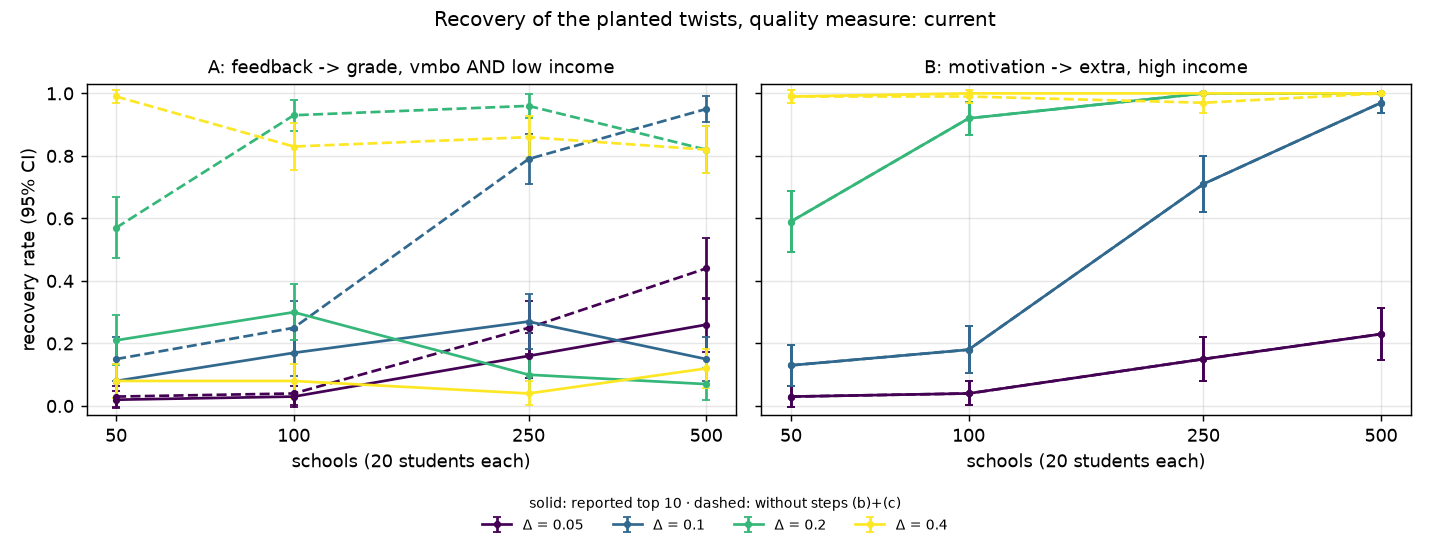 Recovery of the planted twists, quality measure: current
A: feedback -> grade, vmbo AND low income
B: motivation -> extra, high income
recovery rate (95% CI)
1.0
0.8
0.6
0.4
0.2
0.0
50
100
250
500
50
100
250
500
schools (20 students each)
schools (20 students each)
solid: reported top 10 · dashed: without steps (b)+(c)
Δ = 0.05
Δ = 0.1
Δ = 0.2
Δ = 0.4